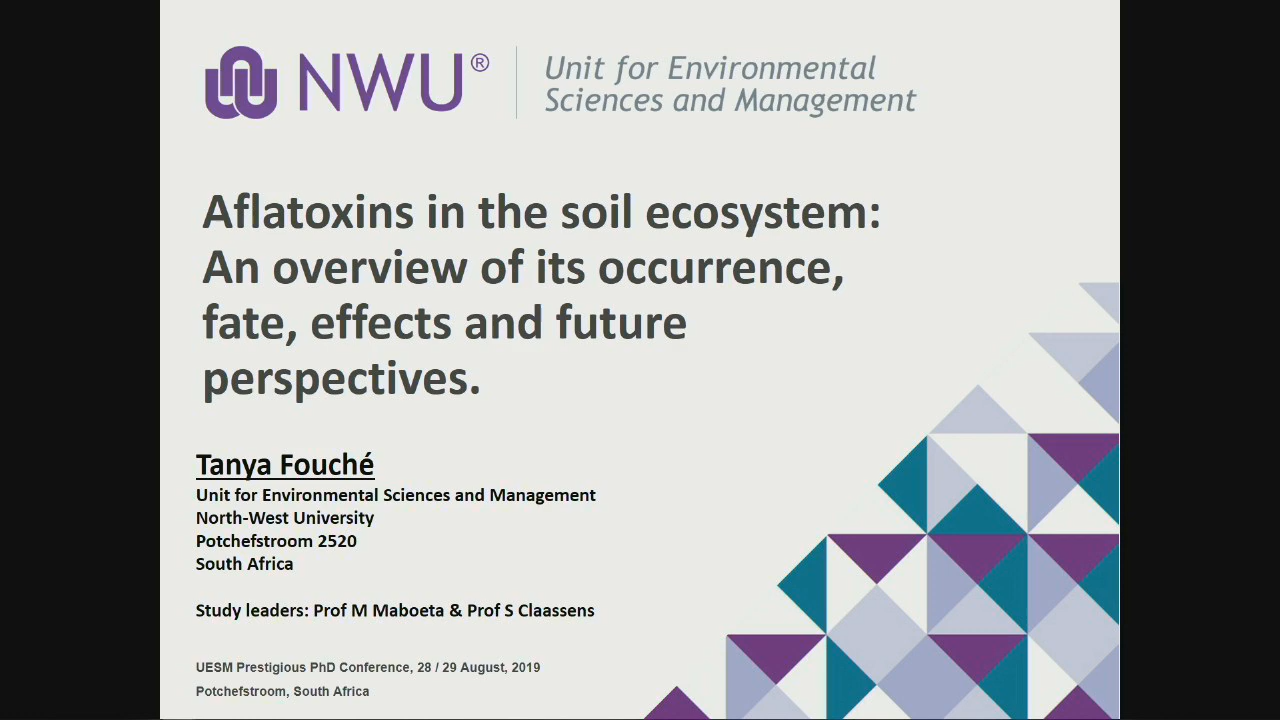 NWU®
Unit for Environmental
Sciences and Management
Aflatoxins in the soil ecosystem:
An overview of its occurrence,
fate, effects and future
perspectives.
Tanya Fouché
Unit for Environmental Sciences and Management
North-West University
Potchefstroom 2520
South Africa
Study leaders: Prof M Maboeta & Prof S Claassens
UESM Prestigious PhD Conference, 28 / 29 August, 2019
Potchefstroom, South Africa